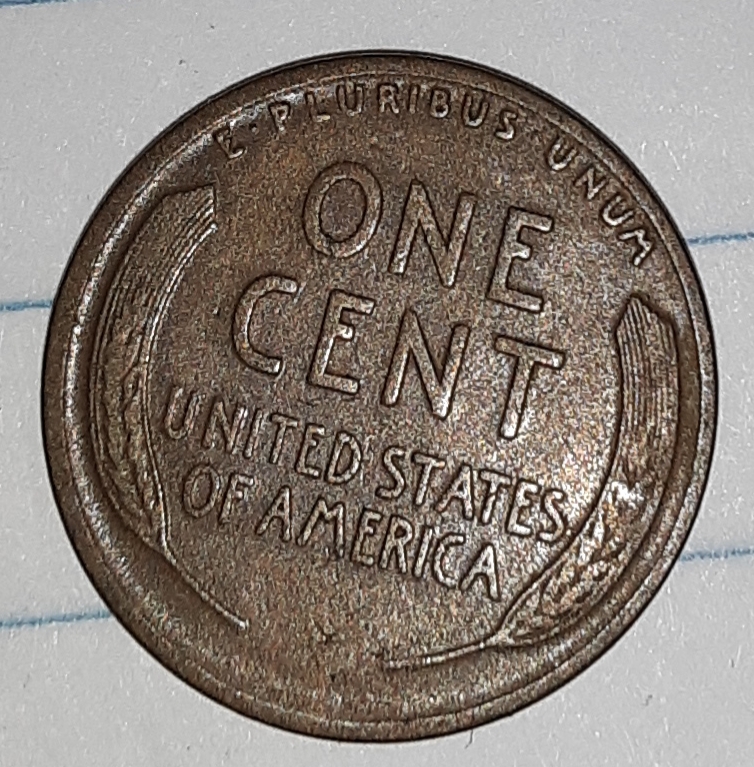 E·PLURIBUS·UNUM
ONE
CENT
UNITED STATES
OF AMERICA